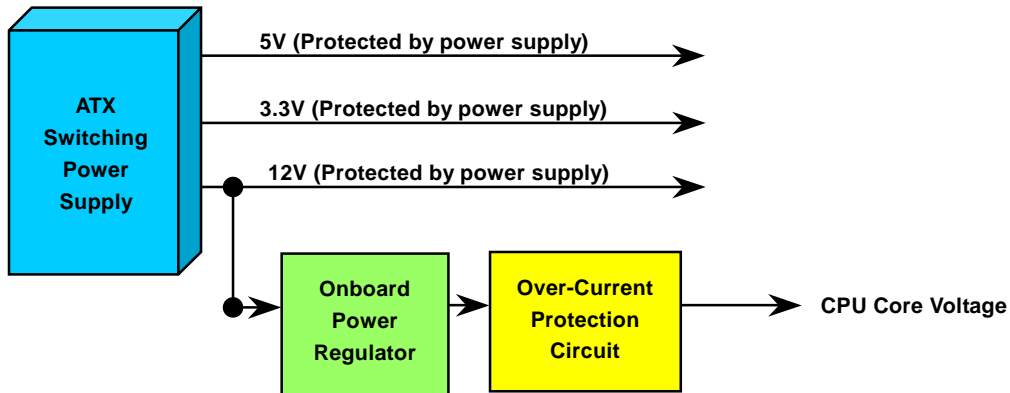 5V (Protected by power supply)
3.3V (Protected by power supply)
12V (Protected by power supply)
ATX
Switching
Power
Supply
Onboard
Power
Regulator
Over-Current
Protection
Circuit
CPU Core Voltage